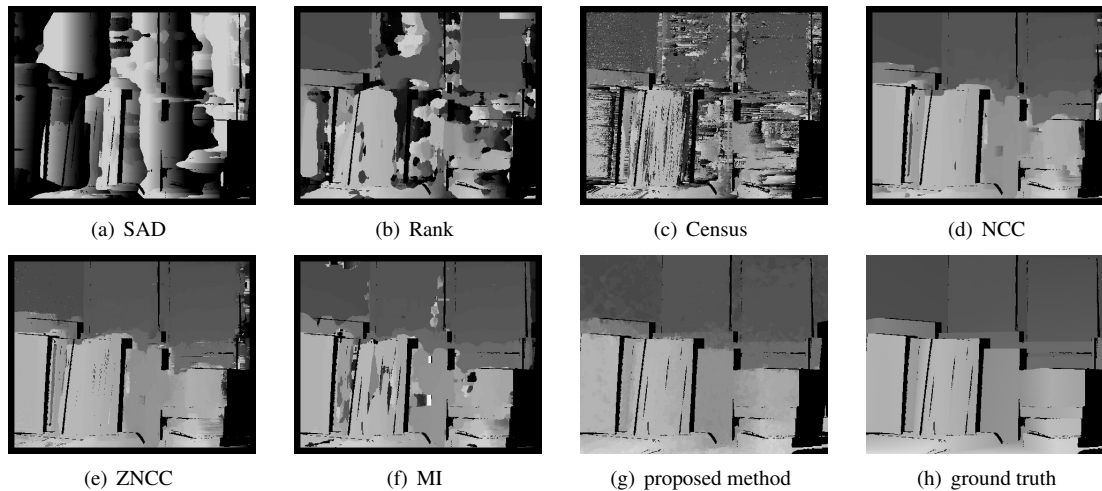 (a) SAD
(b) Rank
(c) Census
(d) NCC
(e) ZNCC
(f) MI
(g) proposed method
(h) ground truth